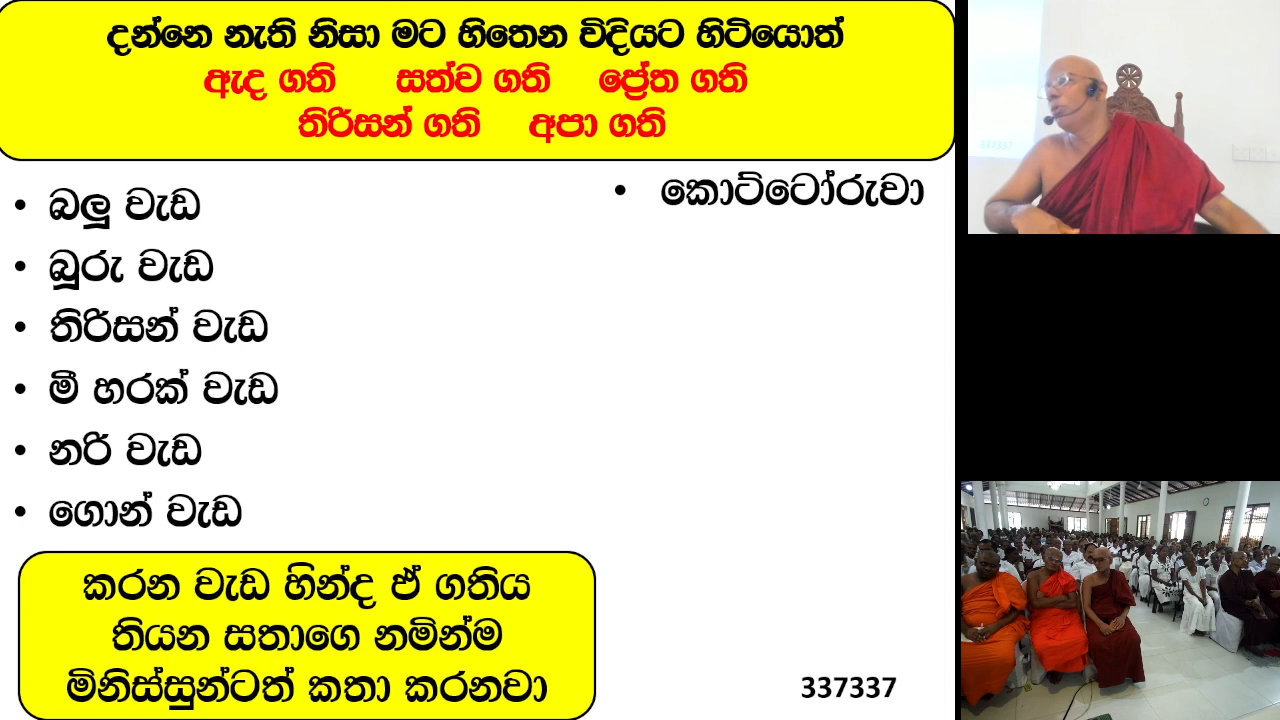 දන්නෙ නැති නිසා මට හිතෙන විදියට හිටියොත්
ඇද ගති සත්ව ගති ප්‍රේත ගති
තිරිසන් ගති අපා ගති
• බලු වැඩ
• බූරු වැඩ
• තිරිසන් වැඩ
• මී හරක් වැඩ
• නරි වැඩ
• ගොන් වැඩ
• කොට්ටෝරුවා
කරන වැඩ හින්ද ඒ ගතිය
තියන සතාගෙ නමින්ම
මිනිස්සුන්ටත් කතා කරනවා
337337
337337